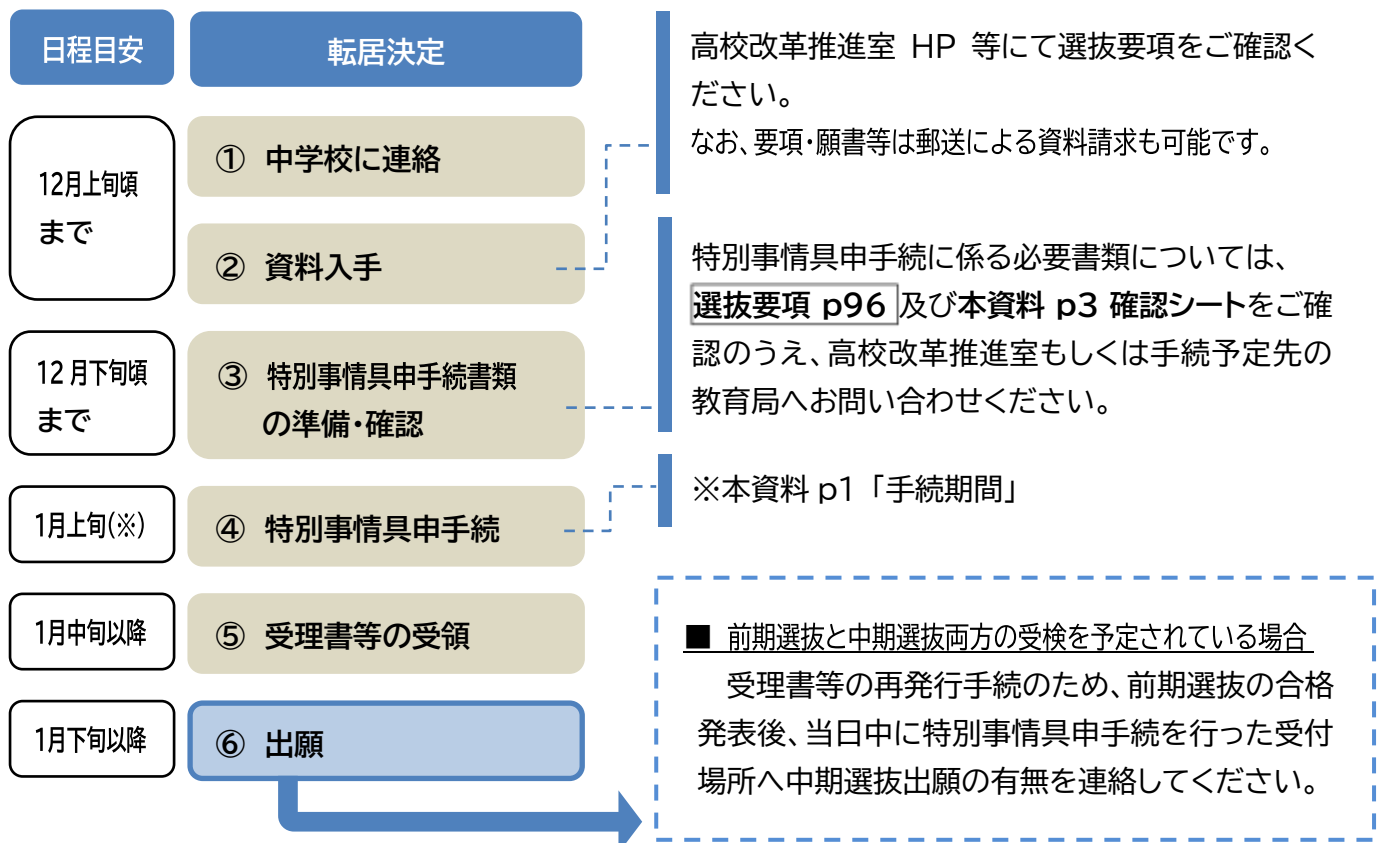 日程目安
転居決定
12月上旬頃
まで
① 中学校に連絡
② 資料入手
12月下旬頃
まで
③ 特別事情具申手続書類
の準備・確認
1月上旬(※)
④ 特別事情具申手続
1月中旬以降
⑤ 受理書等の受領
1月下旬以降
⑥ 出願
高校改革推進室 HP 等にて選抜要項をご確認く
ださい。
なお、要項・願書等は郵送による資料請求も可能です。
特別事情具申手続に係る必要書類については、
選抜要項 p96 及び本資料 p3 確認シートをご確
認のうえ、高校改革推進室もしくは手続予定先の
教育局へお問い合わせください。
※本資料 p1「手続期間」
■ 前期選抜と中期選抜両方の受検を予定されている場合
受理書等の再発行手続のため、前期選抜の合格
発表後、当日中に特別事情具申手続を行った受付
場所へ中期選抜出願の有無を連絡してください。